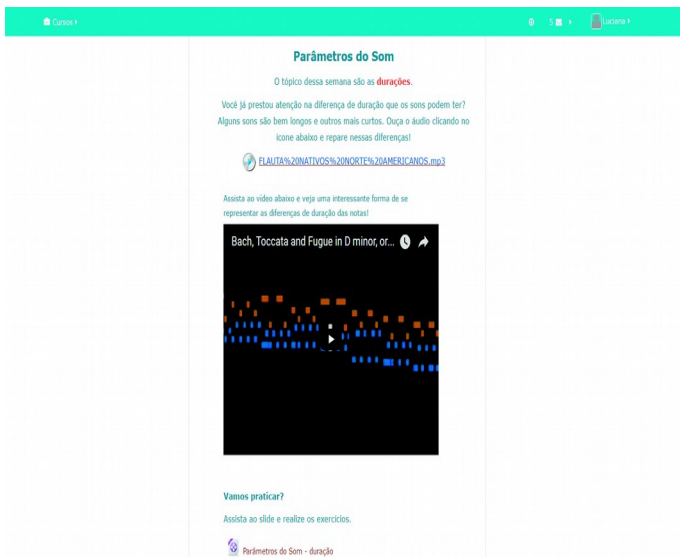 Cursos
5
Luciana
Parâmetros do Som
O tópico dessa semana são as durações.
Você já prestou atenção na diferença de duração que os sons podem ter?
Alguns sons são bem longos e outros mais curtos. Ouça o áudio clicando no
ícone abaixo e repare nessas diferenças!
FLAUTA%20NATIVOS%20NORTE%20AMERICANOS.mp3
Assista ao vídeo abaixo e veja uma interessante forma de se
representar as diferenças de duração das notas!
Bach, Toccata and Fugue in D minor, or...
Vamos praticar?
Assista ao slide e realize os exercícios.
Parâmetros do Som - duração